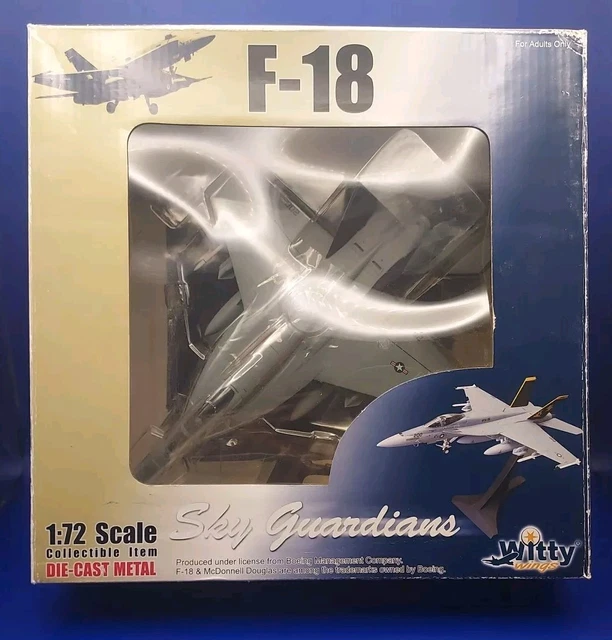 For Adults Only
F-18
Sky Guardians
1:72 Scale
Collectible Item
DIE-CAST METAL
Produced under license from Boeing Management Company.
F-18 & McDonnell Douglas are among the trademarks owned by Boeing.
Witty
wings